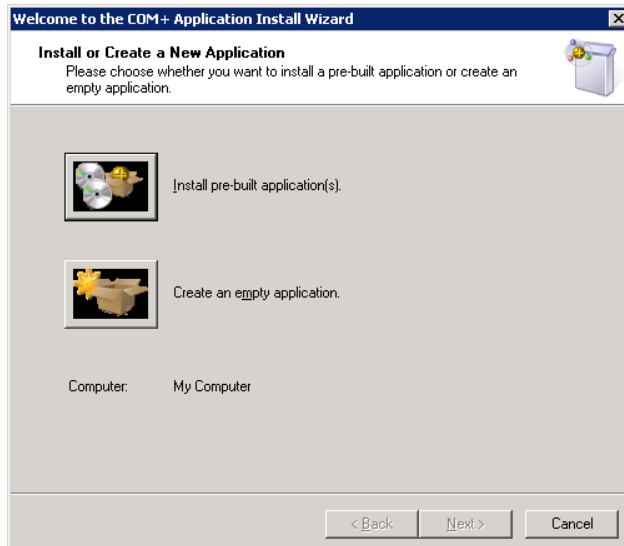 Welcome to the COM+ Application Install Wizard
Install or Create a New Application
Please choose whether you want to install a pre-built application or create an
empty application.
Install pre-built application(s).
Create an empty application.
Computer: My Computer
< Back Next > Cancel